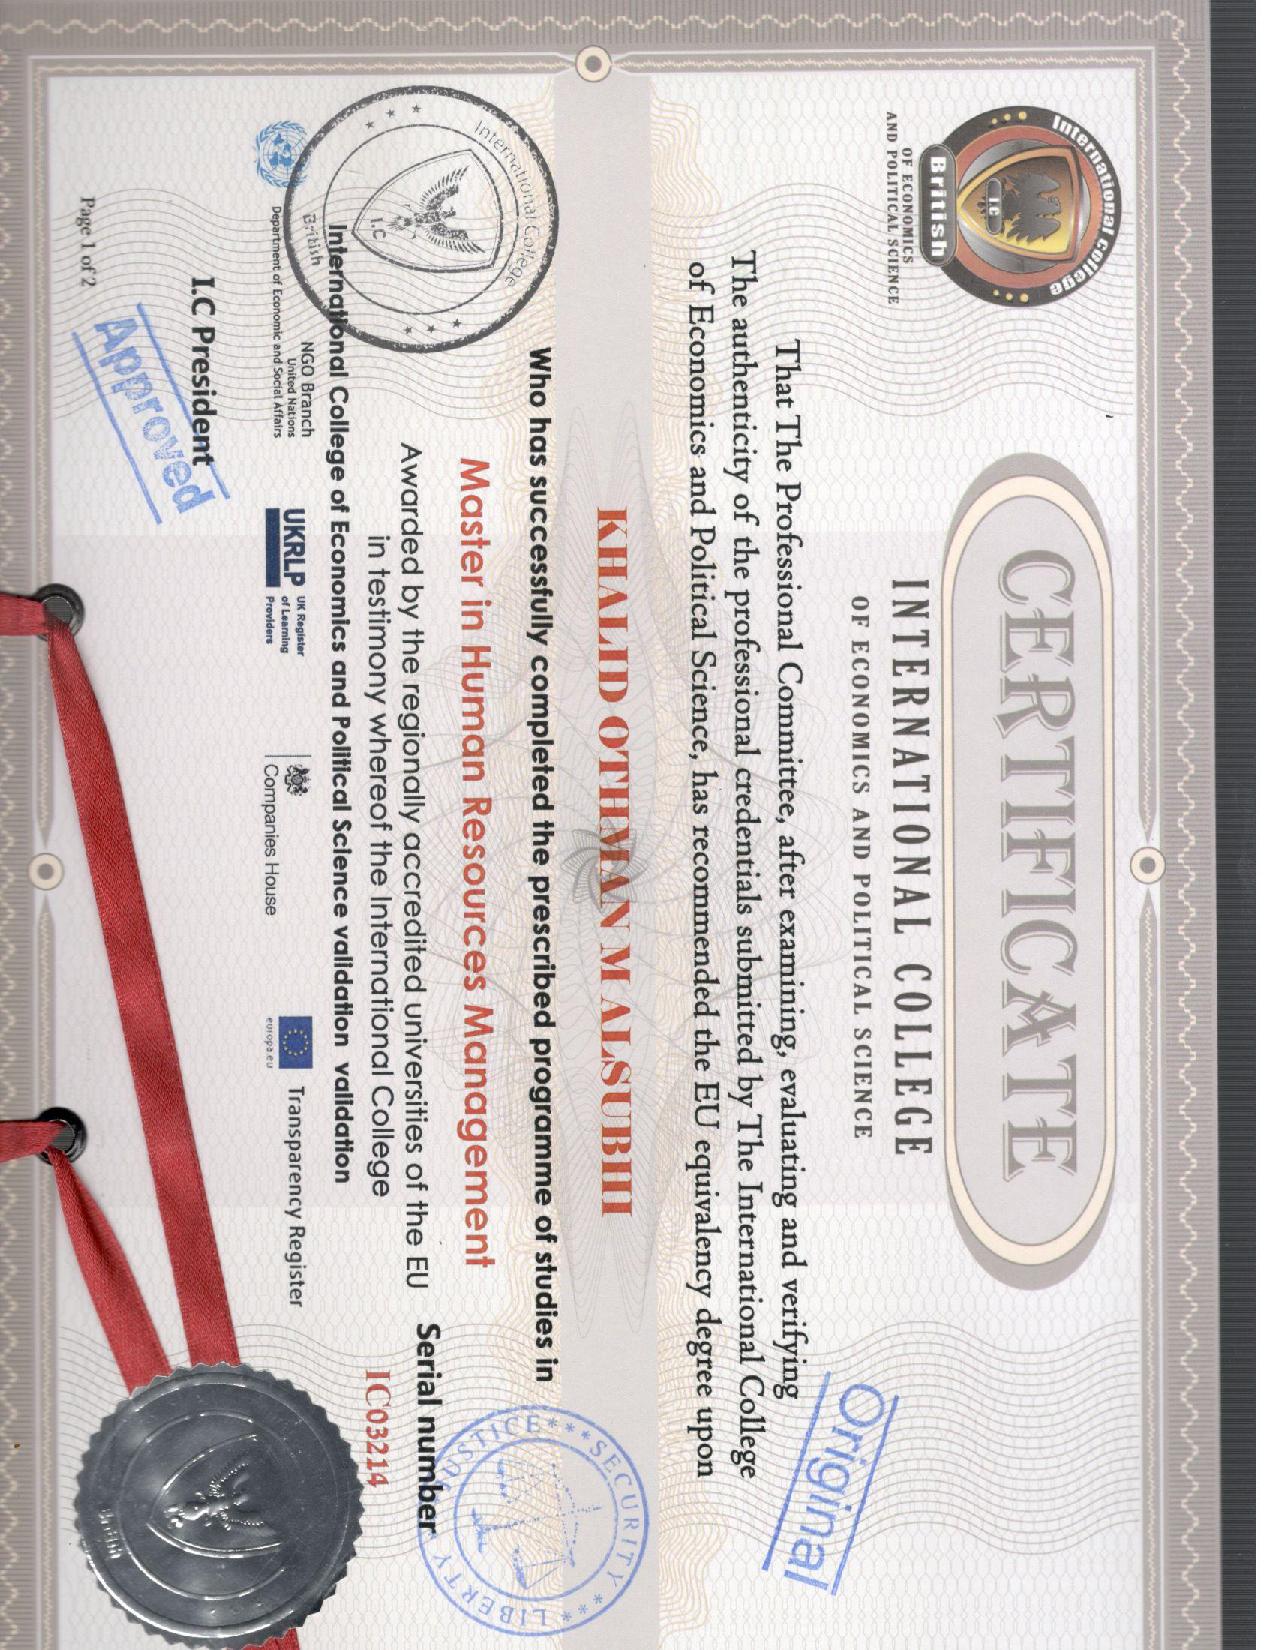 International college
I.C
British
OF ECONOMICS
AND POLITICAL SCIENCE
CERTIFICATE
INTERNATIONAL COLLEGE
OF ECONOMICS AND POLITICAL SCIENCE
Original
That The Professional Committee, after examining, evaluating and verifying
The authenticity of the professional credentials submitted by The International College
of Economics and Political Science, has recommended the EU equivalency degree upon
KHALID OTHMAN M ALSUBHI
SECURITY ** LIBERTY JUSTICE ***
Who has successfully completed the prescribed programme of studies in
Master in Human Resources Management
International College
I.C
British
Awarded by the regionally accredited universities of the EU
in testimony whereof the International College
Serial number
IC03214
International College of Economics and Political Science validation validation
NGO Branch
United Nations
Department of Economic and Social Affairs
UKRLP
UK Register
of Learning
Providers
Companies House
europa.eu
Transparency Register
I.C President
Approved
I.C
British
Page 1 of 2